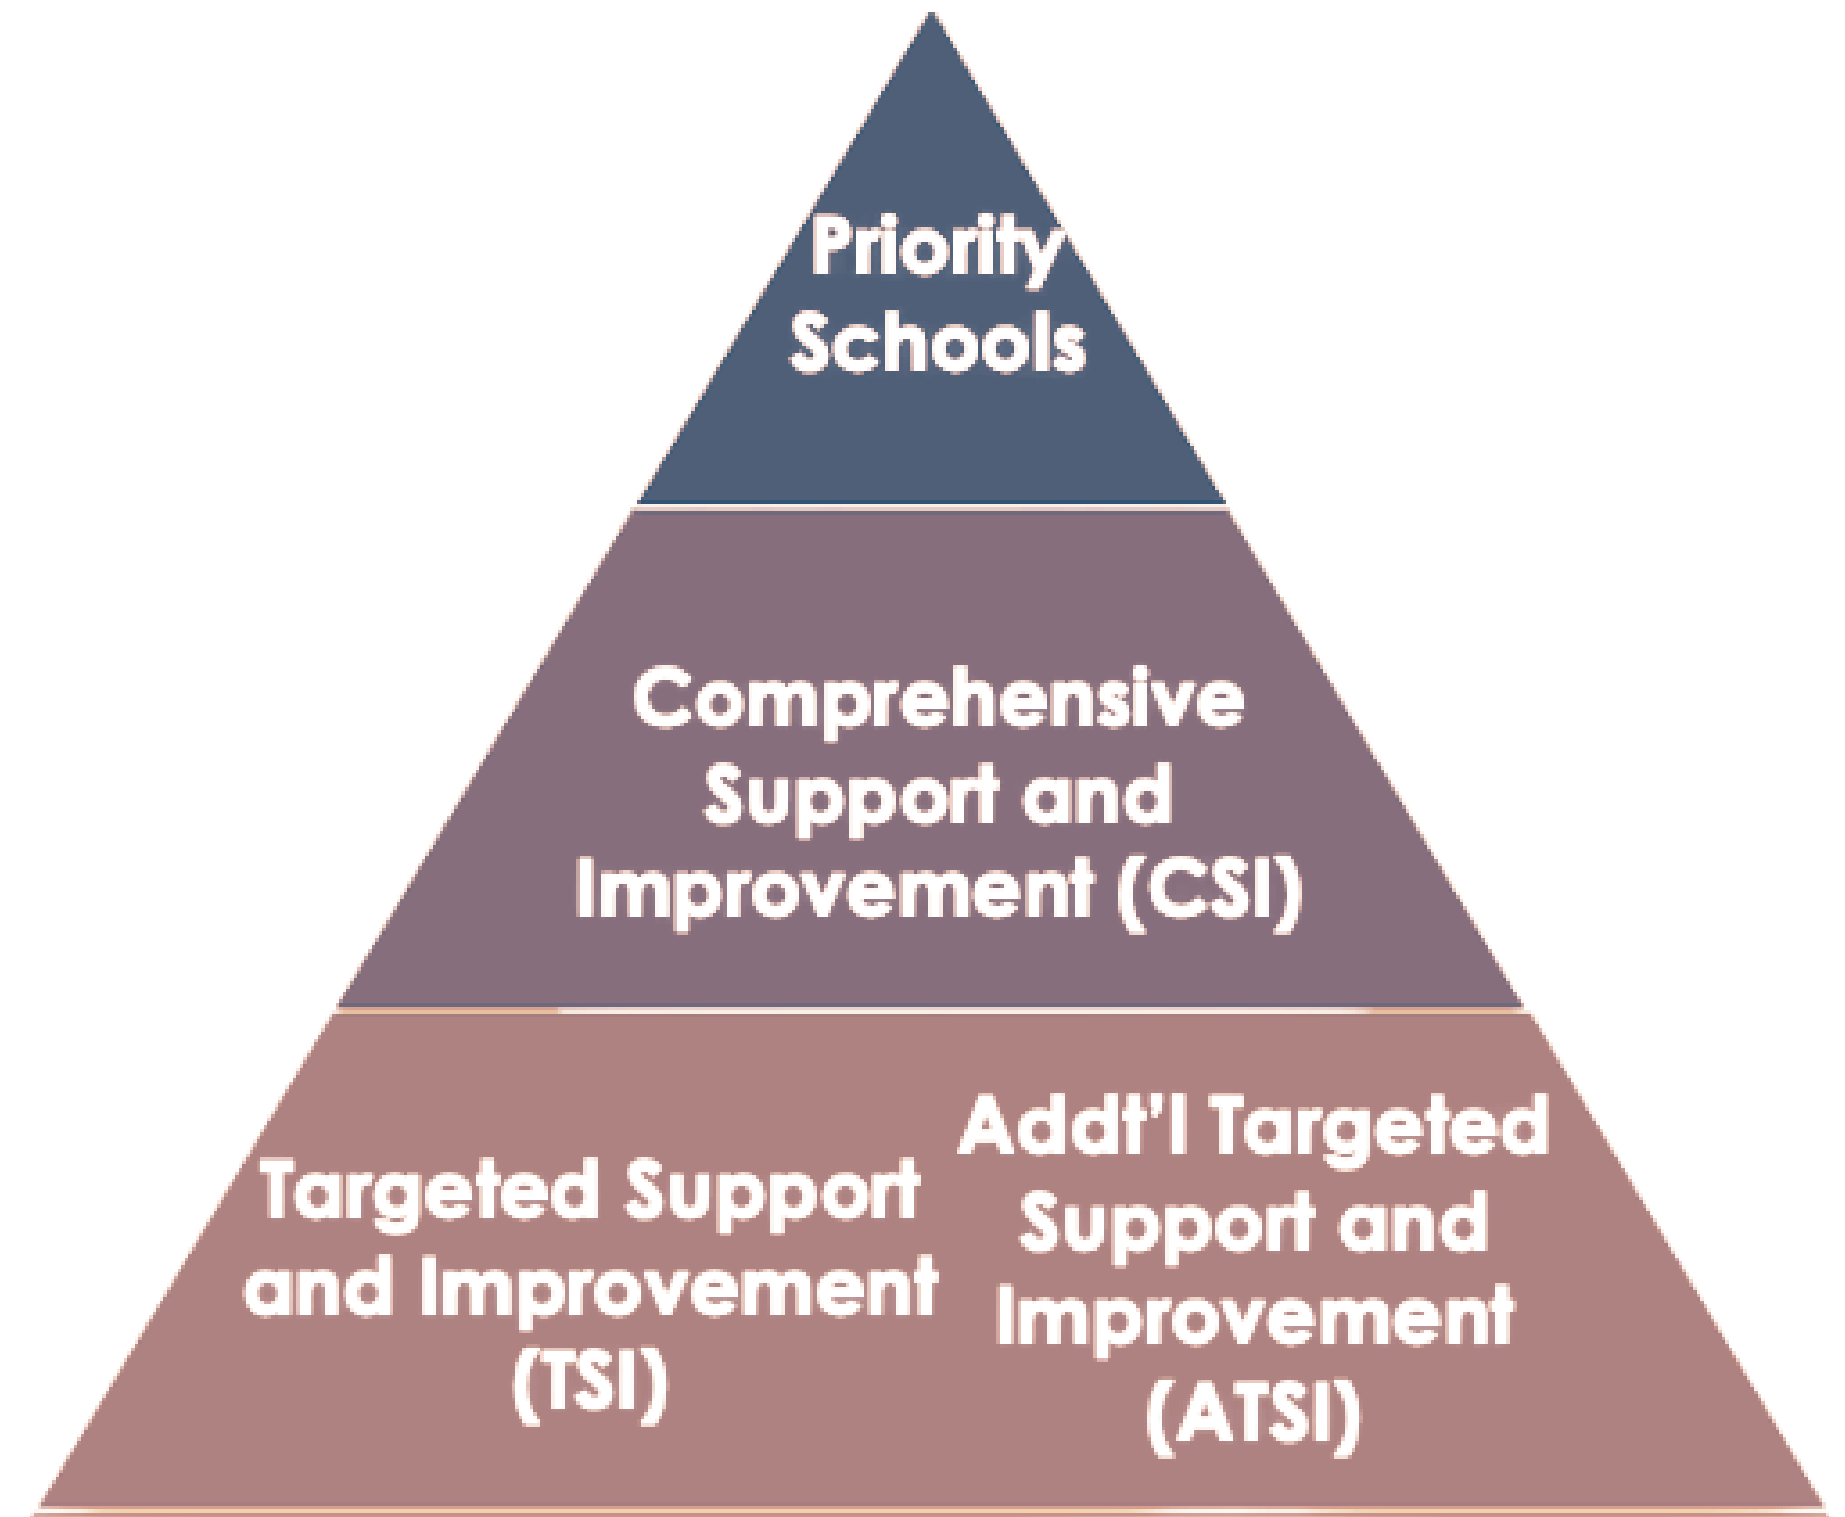 Priority
Schools
Comprehensive
Support and
Improvement (CSI)
Targeted Support
and Improvement
(TSI)
Addt'l Targeted
Support and
Improvement
(ATSI)